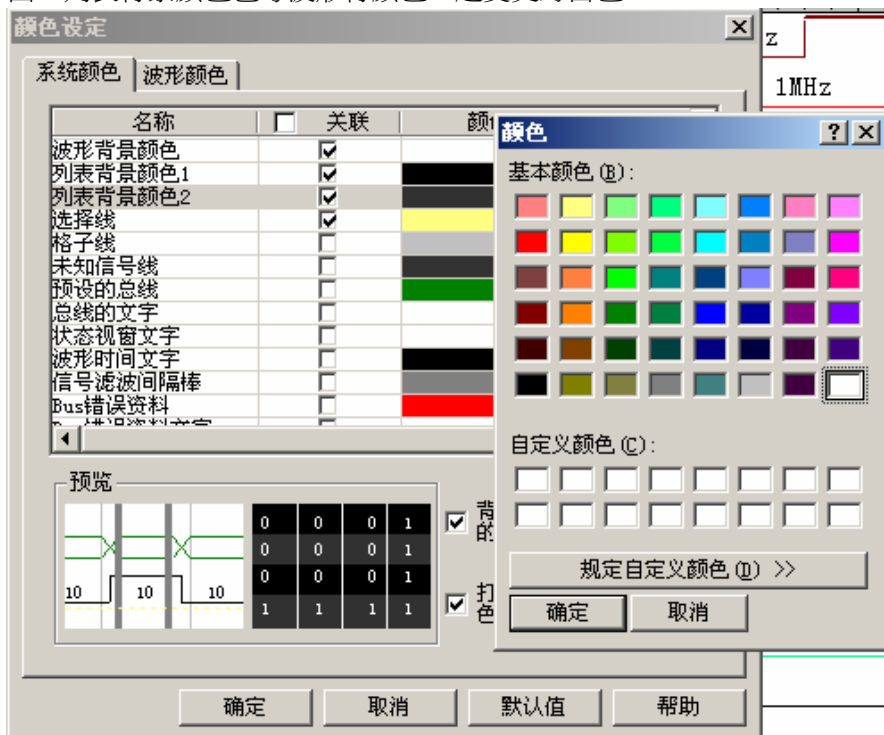 颜色设定
系统颜色 波形颜色
名称 关联
波形背景颜色
列表背景颜色1
列表背景颜色2
选择线
格子线
未知信号线
预设的总线
总线的文字
状态视窗文字
波形时间文字
信号滤波间隔棒
Bus错误资料
预览
10 10 10
0 0 0 1
0 0 0 1
0 0 0 1
1 1 1 1
背
的
打
色
确定 取消 默认值 帮助
z
1MHz
颜色
基本颜色(B):
自定义颜色(C):
规定自定义颜色(D) >>
确定 取消